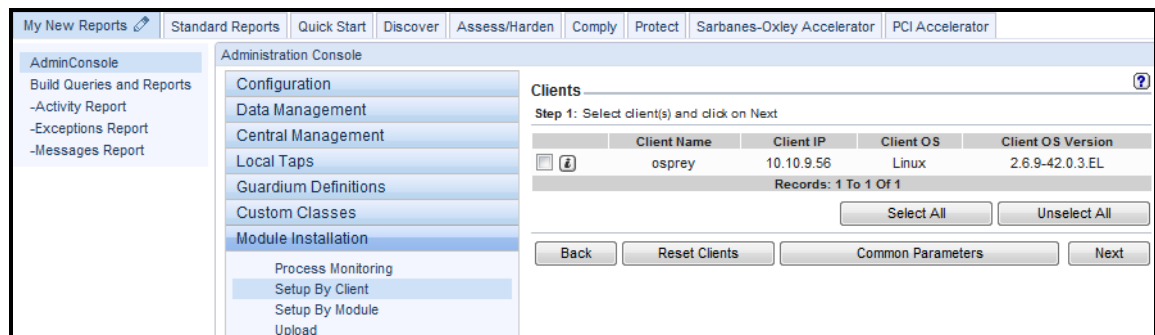 My New Reports Standard Reports Quick Start Discover Assess/Harden Comply Protect Sarbanes-Oxley Accelerator PCI Accelerator
AdminConsole
Build Queries and Reports
-Activity Report
-Exceptions Report
-Messages Report
Administration Console
Configuration
Data Management
Central Management
Local Taps
Guardium Definitions
Custom Classes
Module Installation
Process Monitoring
Setup By Client
Setup By Module
Upload
Clients
?
Step 1: Select client(s) and click on Next
Client Name Client IP Client OS Client OS Version
i osprey 10.10.9.56 Linux 2.6.9-42.0.3.EL
Records: 1 To 1 Of 1
Select All Unselect All
Back Reset Clients Common Parameters Next